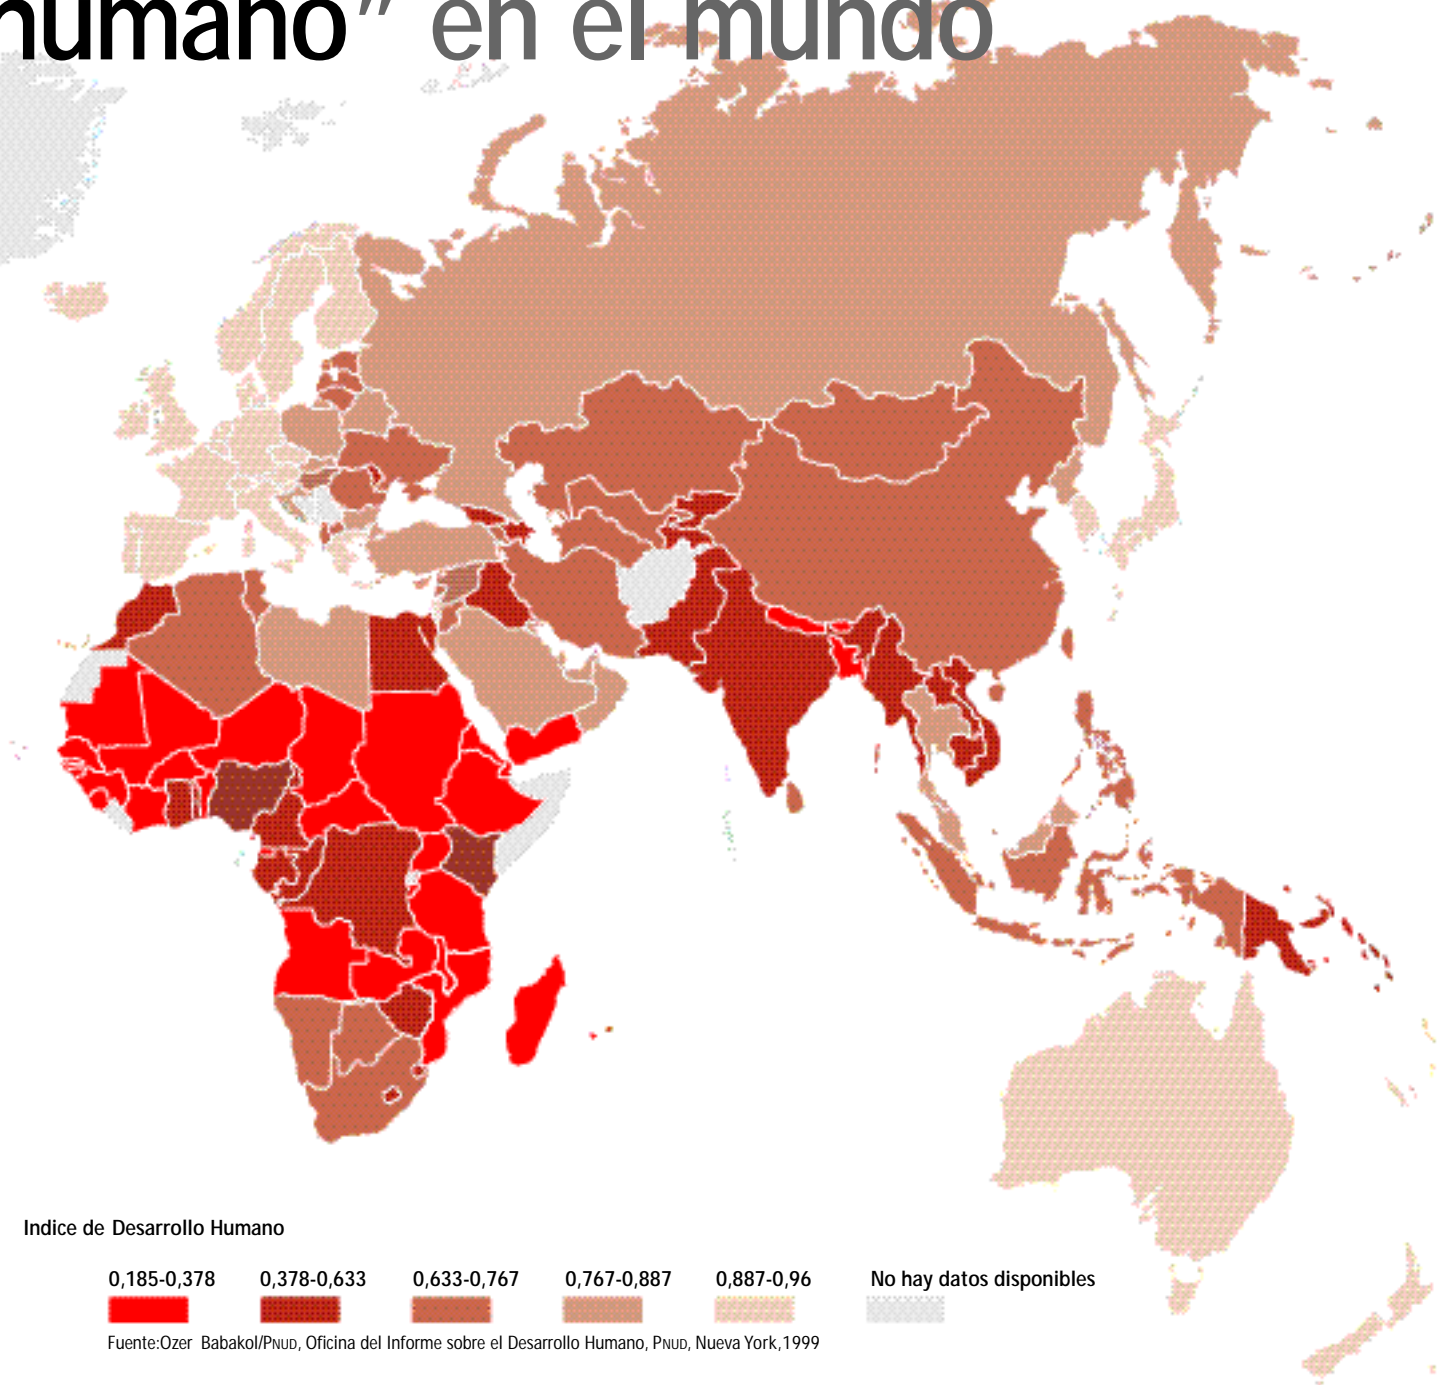 humano” en el mundo
Indice de Desarrollo Humano
0,185-0,378 0,378-0,633 0,633-0,767 0,767-0,887 0,887-0,96 No hay datos disponibles
Fuente:Ozer Babakol/PNUD, Oficina del Informe sobre el Desarrollo Humano, PNUD, Nueva York,1999